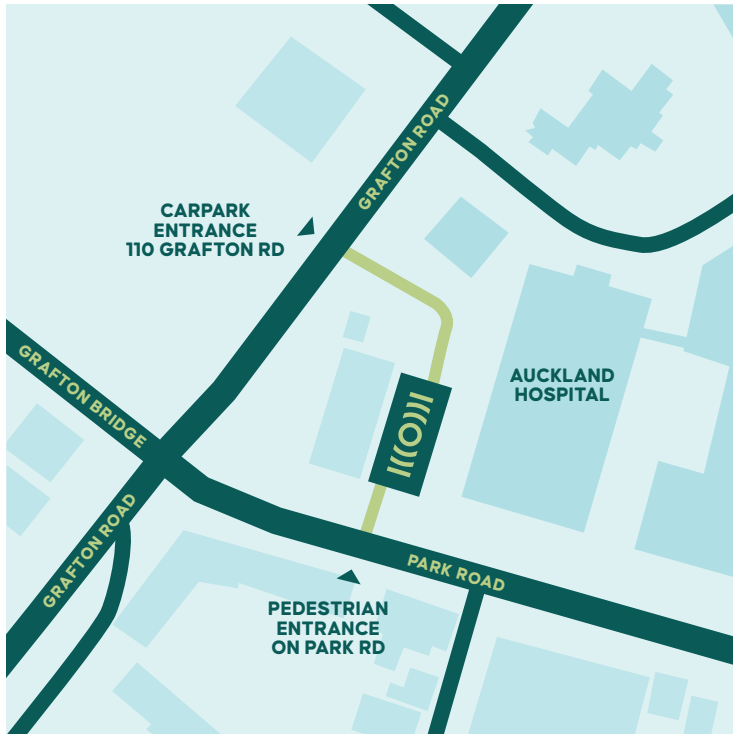 GRAFTON ROAD
CARPARK
ENTRANCE
110 GRAFTON RD
GRAFTON BRIDGE
AUCKLAND
HOSPITAL
GRAFTON ROAD
PARK ROAD
PEDESTRIAN
ENTRANCE
ON PARK RD